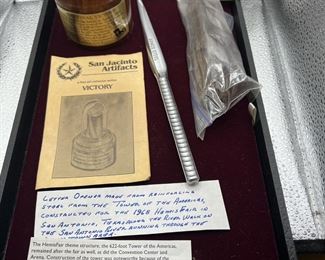 San Jacinto
Artifacts
VICTORY
LETTER OPENER MADE FROM REINFORCING
STEEL FROM THE TOWER OF THE AMERICAS,
CONSTRUCTED FOR THE 1968 HEMISFAIR IN
SAN ANTONIO, TEXAS ALONG THE RIVER WALK ON
THE SAN ANTONIO RIVER RUNNING THROUGH THE
AREA.
The HemisFair theme structure, the 622-foot Tower of the Americas,
remained after the fair as well, as did the Convention Center and
Arena. Construction of the tower was noteworthy because of the